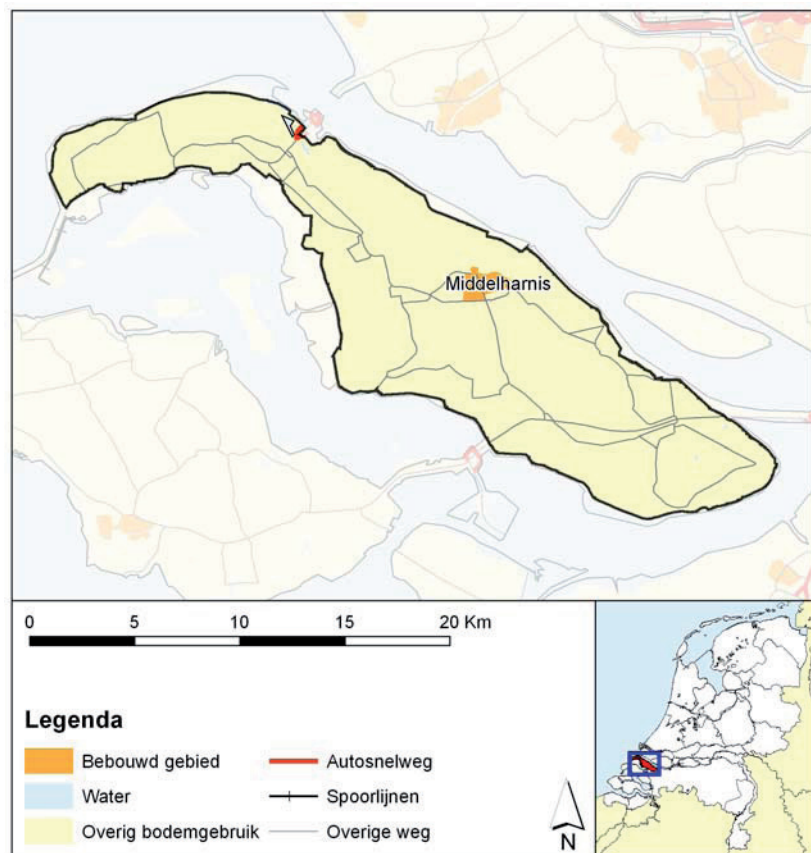 Middelharnis
0 5 10 15 20 Km
Legenda
Bebouwd gebied
Autosnelweg
Water
Spoorlijnen
Overig bodemgebruik
Overige weg
N